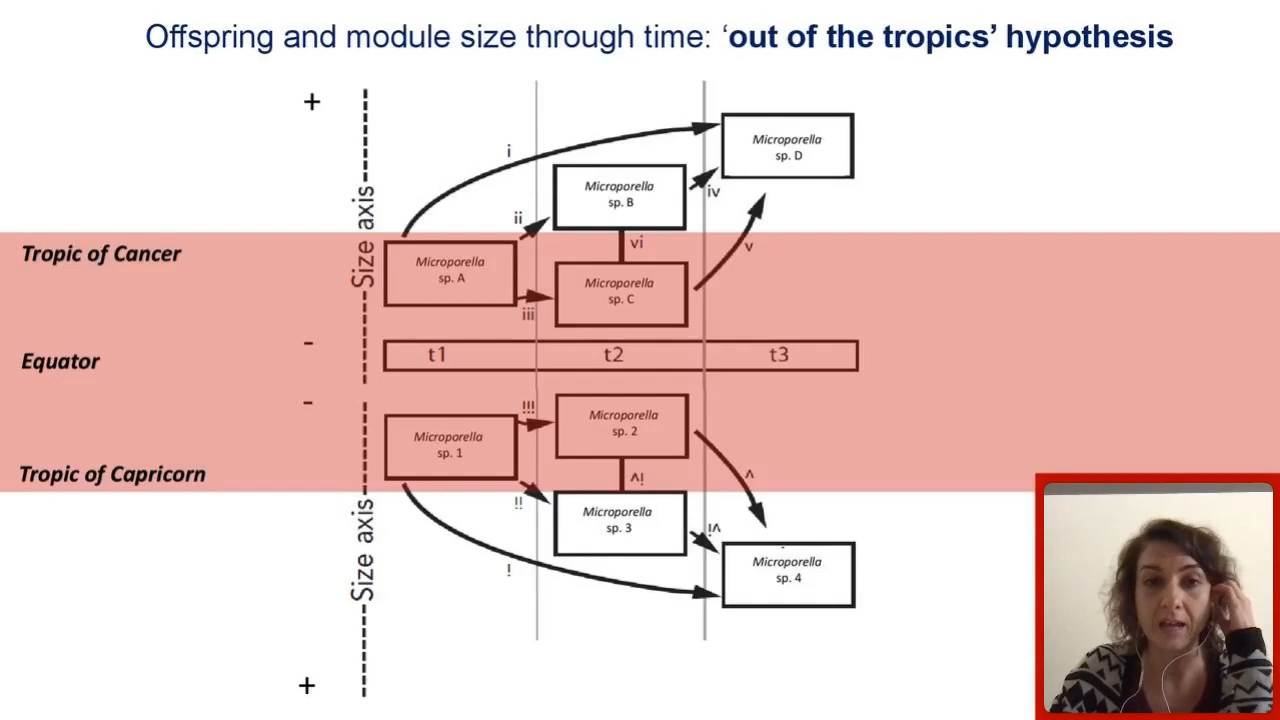 Offspring and module size through time: ‘out of the tropics’ hypothesis
+
Size axis
i
Microporella
sp. D
Microporella
sp. B
iv
ii
vi
v
Tropic of Cancer
Microporella
sp. A
Microporella
sp. C
iii
-
Equator
t1 t2 t3
-
!!!
Microporella
sp. 2
Microporella
sp. 1
Tropic of Capricorn
^!
^
!!
Microporella
sp. 3
!^
Size axis
!
Microporella
sp. 4
+